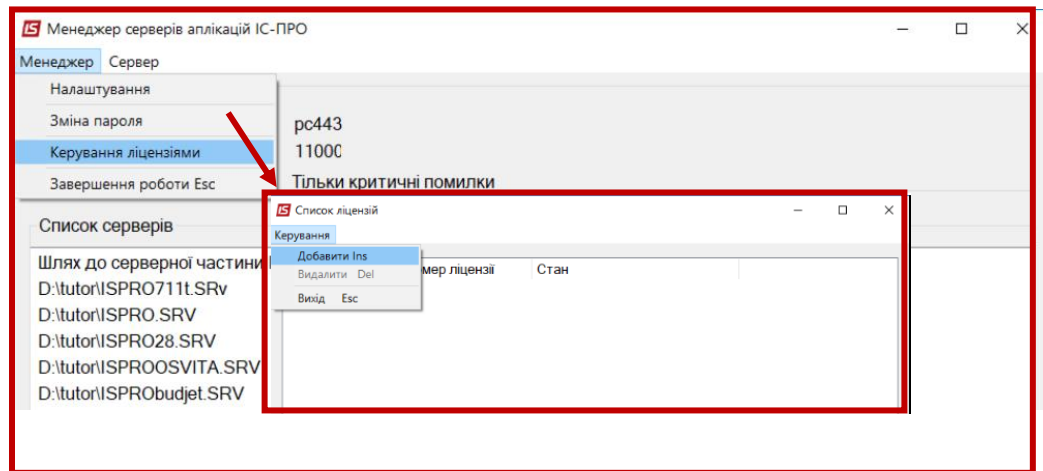 Менеджер серверів аплікацій ІС-ПРО
Менеджер Сервер
Налаштування
Зміна пароля
Керування ліцензіями
Завершення роботи Esc
pc443
11000
Тільки критичні помилки
Список серверів
Шлях до серверної частини
D:\tutor\ISPRO711t.SRv
D:\tutor\ISPRO.SRV
D:\tutor\ISPRO28.SRV
D:\tutor\ISPROOSVITA.SRV
D:\tutor\ISPRObudjet.SRV
Список ліцензій
Керування
Добавити Ins
Видалити Del
Вихід Esc
мер ліцензії Стан